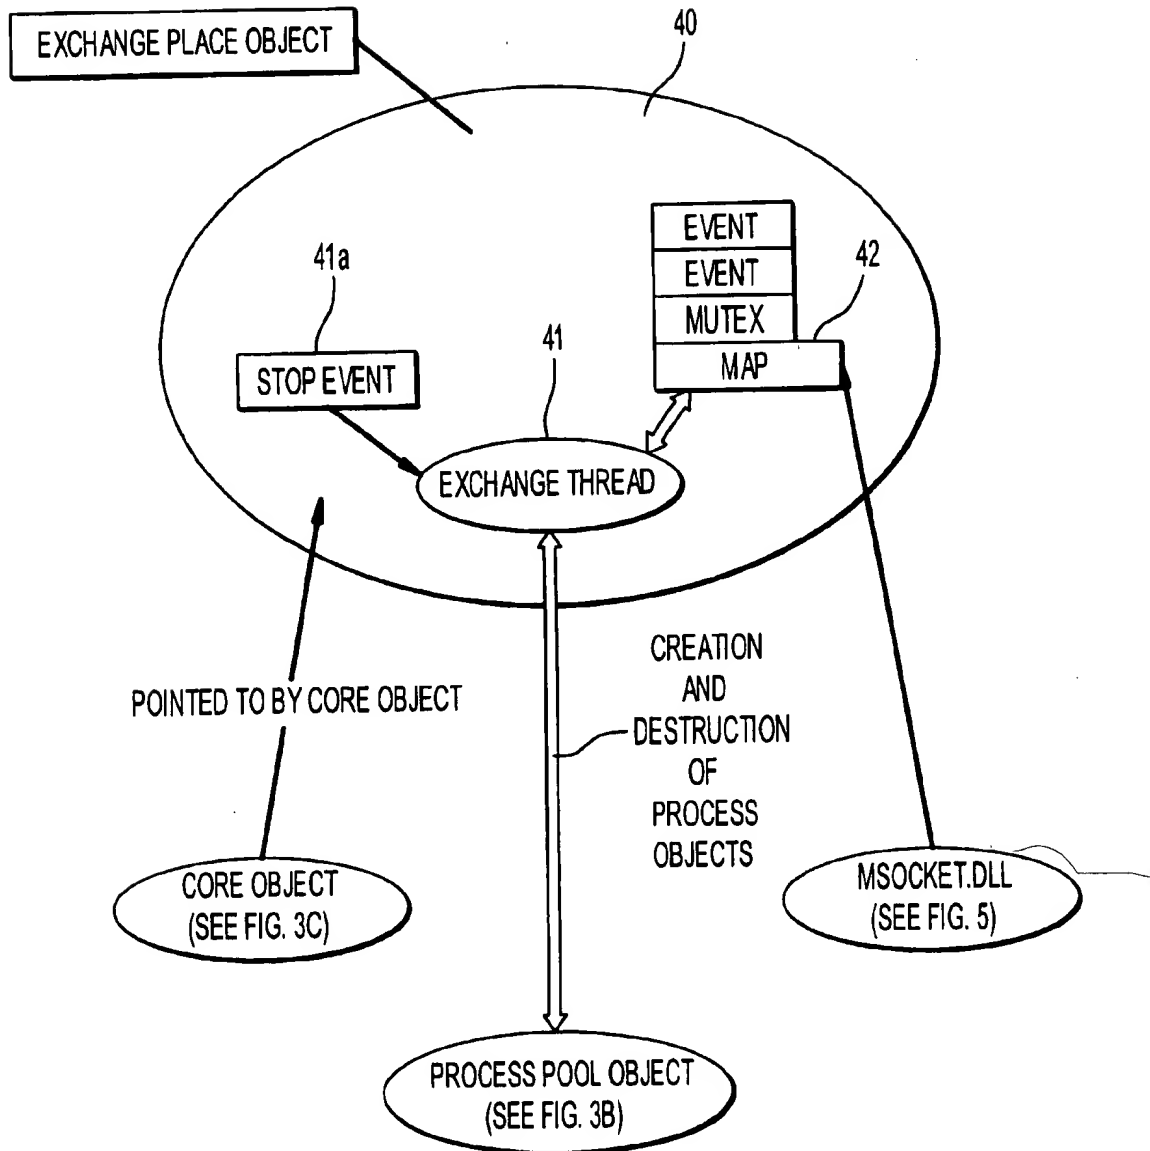 EXCHANGE PLACE OBJECT
40
EVENT
EVENT
42
MUTEX
MAP
41a
STOP EVENT
41
EXCHANGE THREAD
POINTED TO BY CORE OBJECT
CREATION
AND
DESTRUCTION
OF
PROCESS
OBJECTS
CORE OBJECT
(SEE FIG. 3C)
MSOCKET.DLL
(SEE FIG. 5)
PROCESS POOL OBJECT
(SEE FIG. 3B)